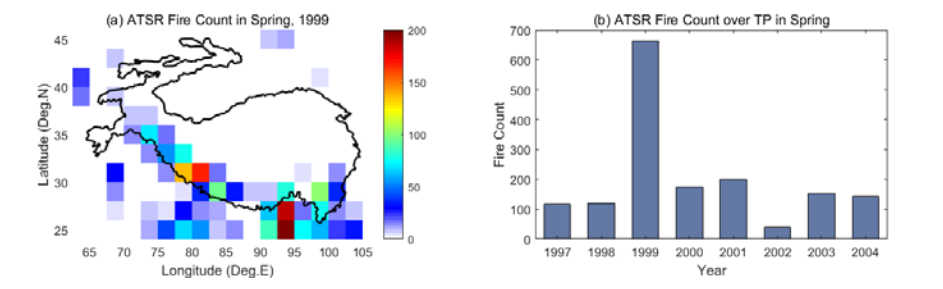 (a) ATSR Fire Count in Spring, 1999
45
40
35
30
25
Latitude (Deg.N)
65 70 75 80 85 90 95 100 105
Longitude (Deg.E)
200
150
100
50
0
(b) ATSR Fire Count over TP in Spring
700
600
500
400
300
200
100
0
Fire Count
1997 1998 1999 2000 2001 2002 2003 2004
Year